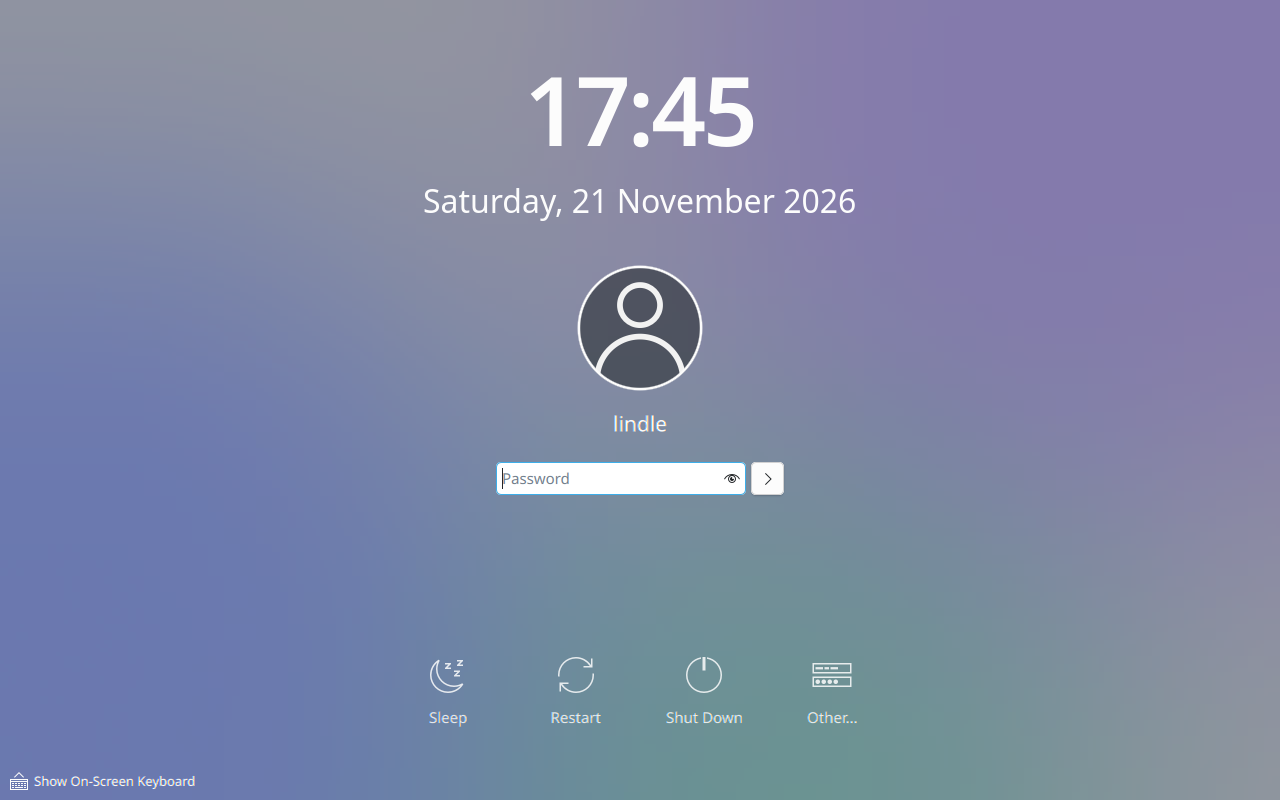 17:45
Saturday, 21 November 2026
lindle
Password
Sleep
Restart
Shut Down
Other...
Show On-Screen Keyboard